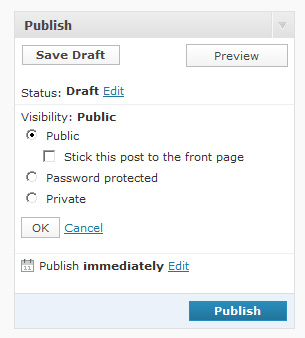 Publish
Save Draft Preview
Status: Draft Edit
Visibility: Public
Public
Stick this post to the front page
Password protected
Private
OK Cancel
Publish immediately Edit
Publish